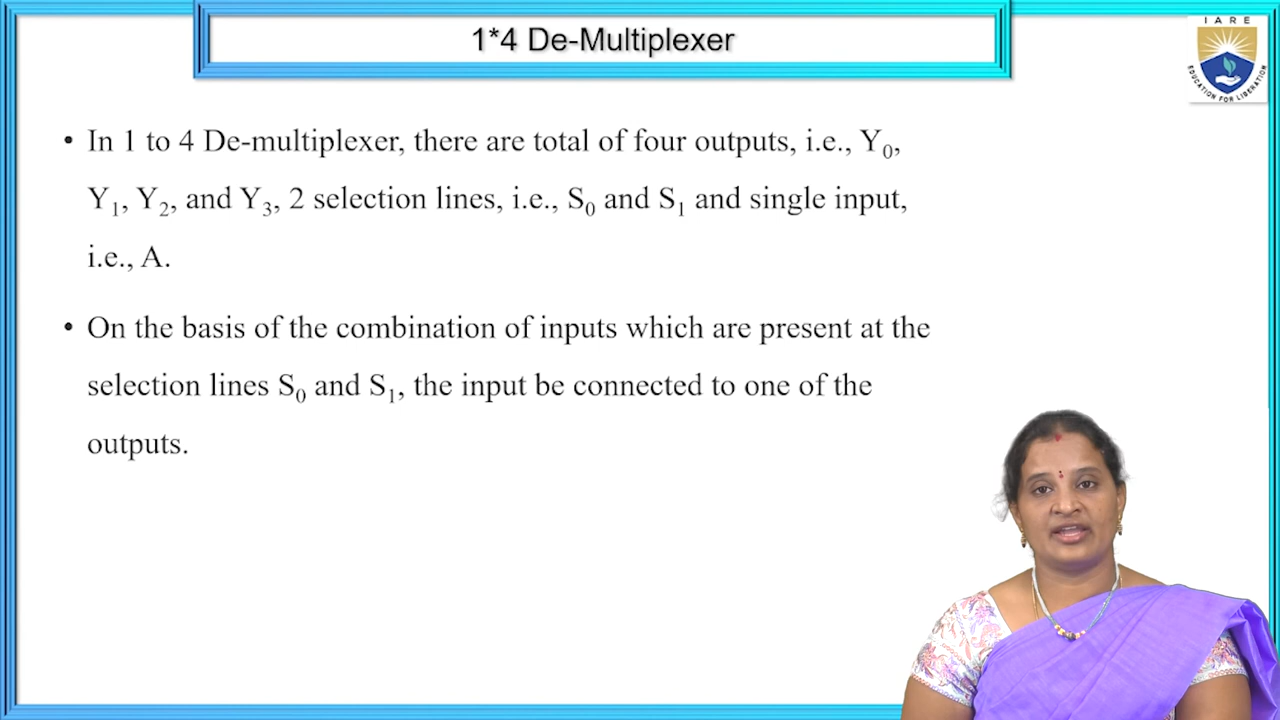 1*4 De-Multiplexer
I A R E
EDUCATION FOR LIBERATION
• In 1 to 4 De-multiplexer, there are total of four outputs, i.e., Y₀,
Y₁, Y₂, and Y₃, 2 selection lines, i.e., S₀ and S₁ and single input,
i.e., A.
• On the basis of the combination of inputs which are present at the
selection lines S₀ and S₁, the input be connected to one of the
outputs.